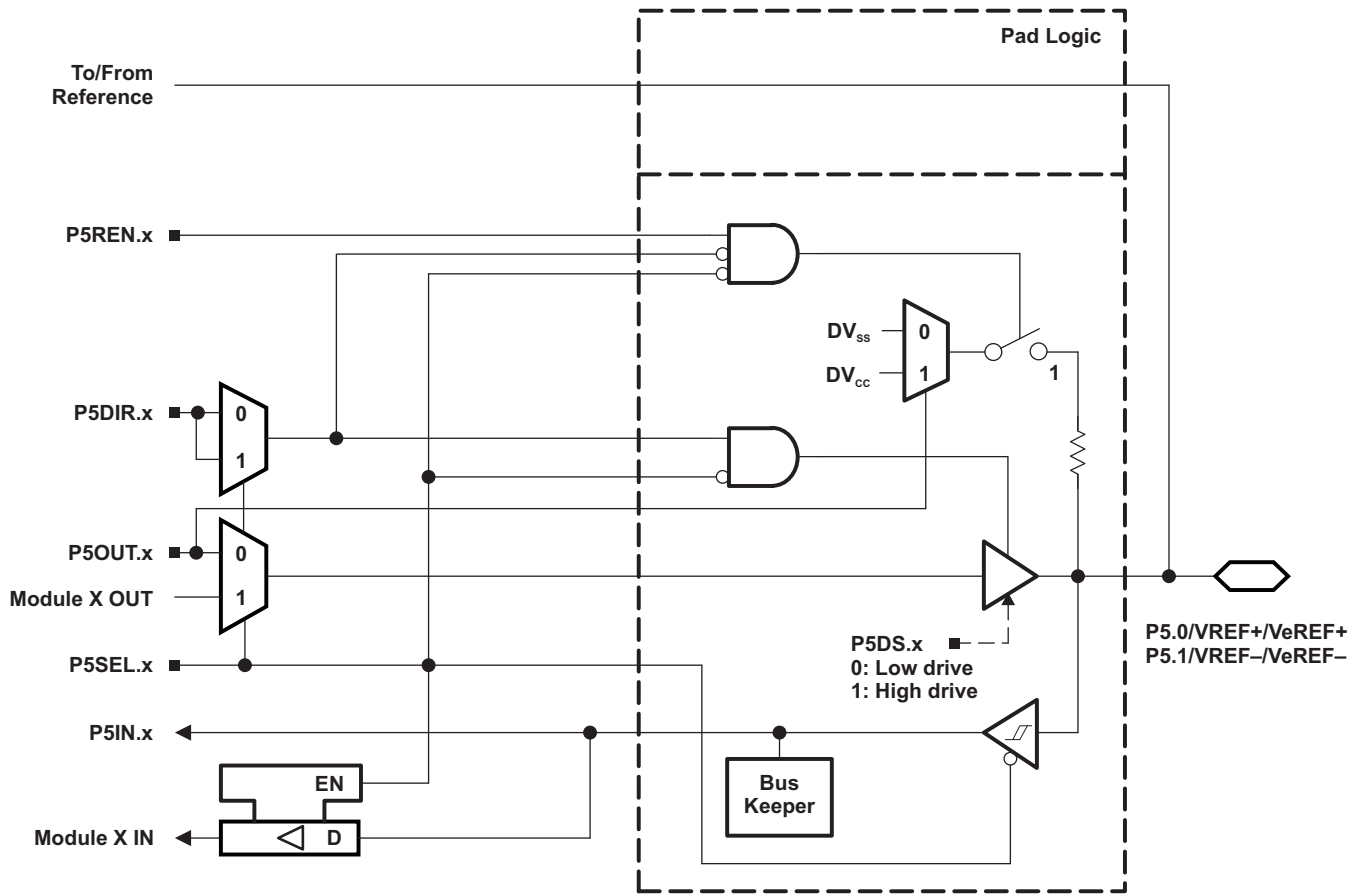 Pad Logic
To/From
Reference
P5REN.x
DVSS
0
DVCC
1
1
P5DIR.x
0
1
P5OUT.x
0
Module X OUT
1
P5SEL.x
P5DS.x
0: Low drive
1: High drive
P5.0/VREF+/VeREF+
P5.1/VREF–/VeREF–
P5IN.x
EN
Bus
Keeper
Module X IN
D